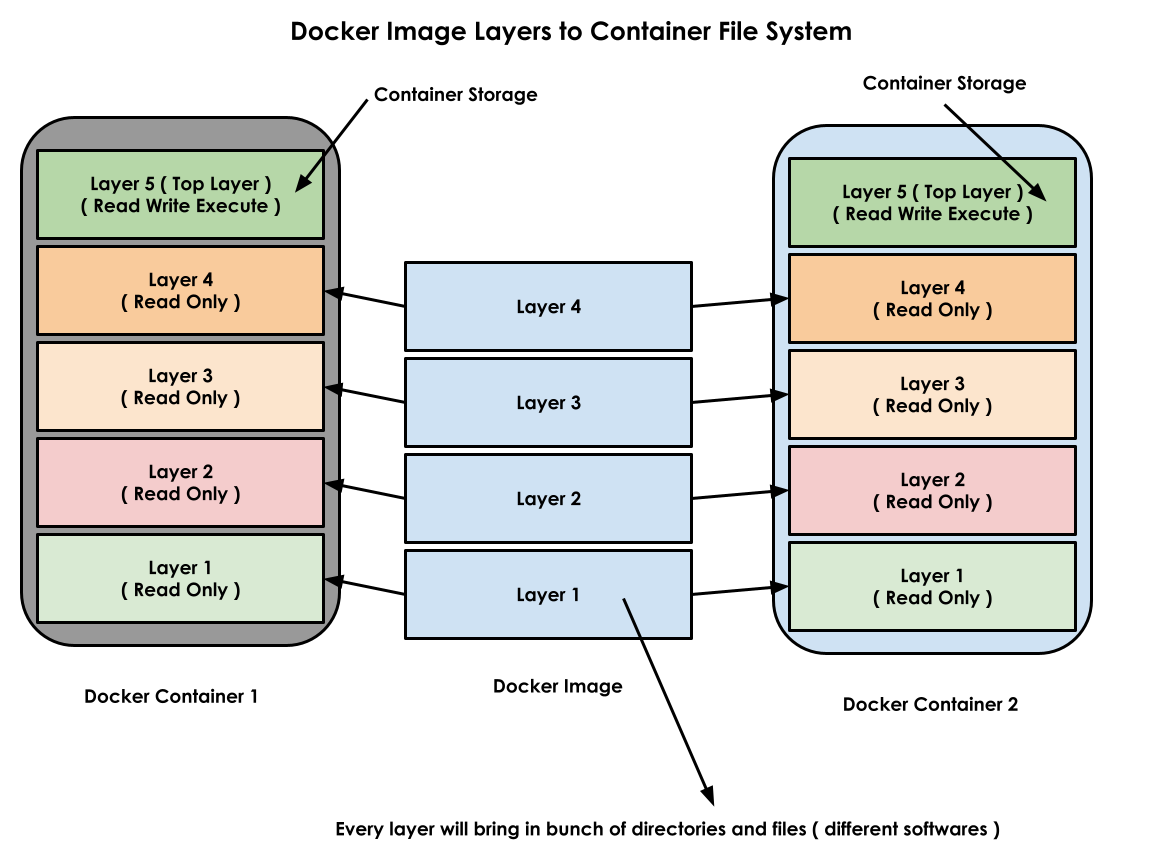 Docker Image Layers to Container File System
Container Storage
Layer 5 ( Top Layer )
( Read Write Execute )
Layer 4
( Read Only )
Layer 3
( Read Only )
Layer 2
( Read Only )
Layer 1
( Read Only )
Docker Container 1
Layer 4
Layer 3
Layer 2
Layer 1
Docker Image
Container Storage
Layer 5 ( Top Layer )
( Read Write Execute )
Layer 4
( Read Only )
Layer 3
( Read Only )
Layer 2
( Read Only )
Layer 1
( Read Only )
Docker Container 2
Every layer will bring in bunch of directories and files ( different softwares )